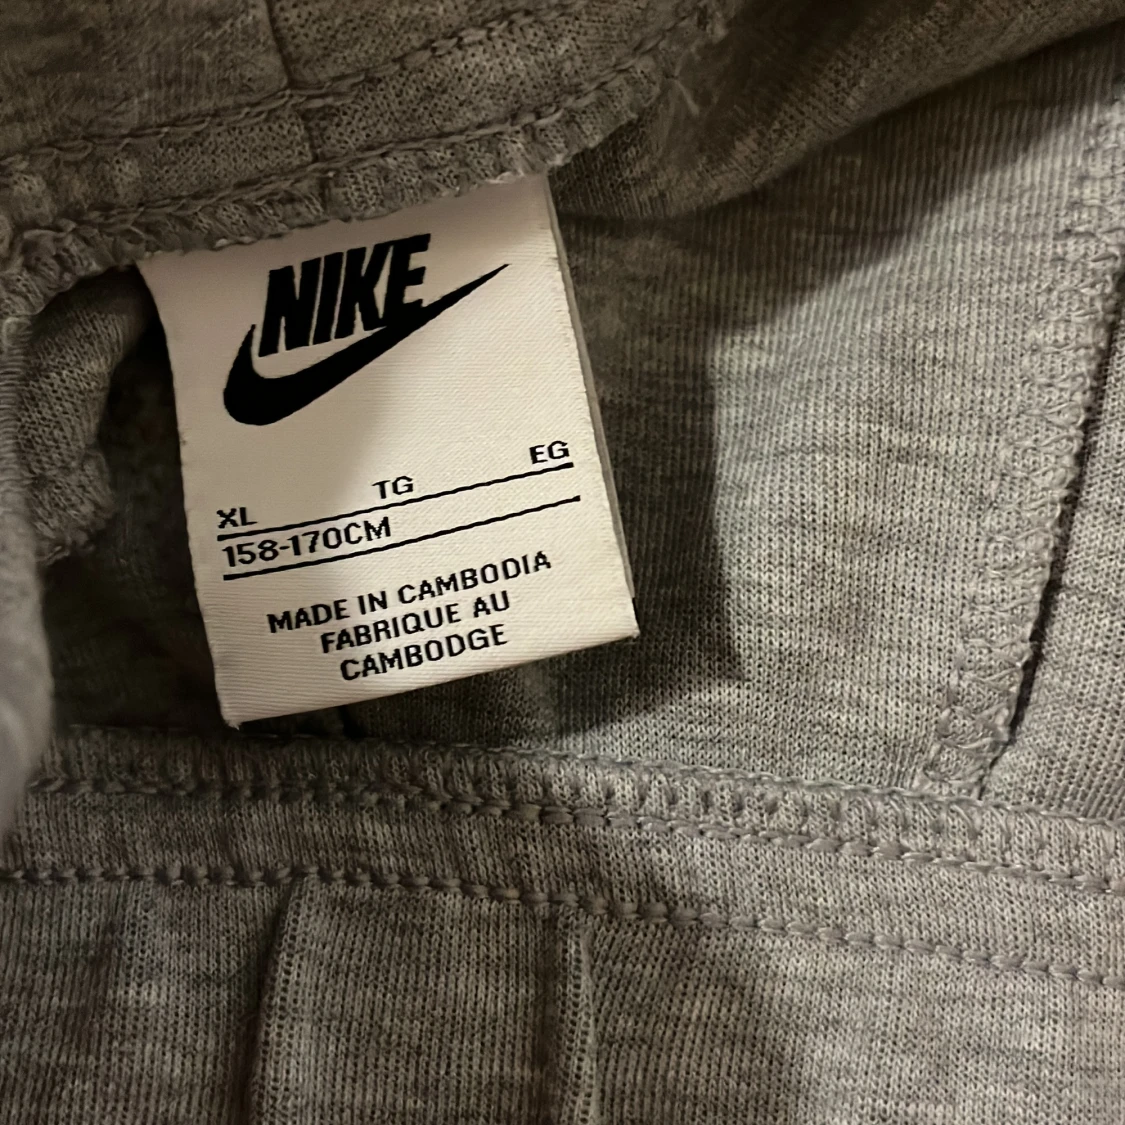 NIKE
XL TG EG
158-170CM
MADE IN CAMBODIA
FABRIQUE AU
CAMBODGE